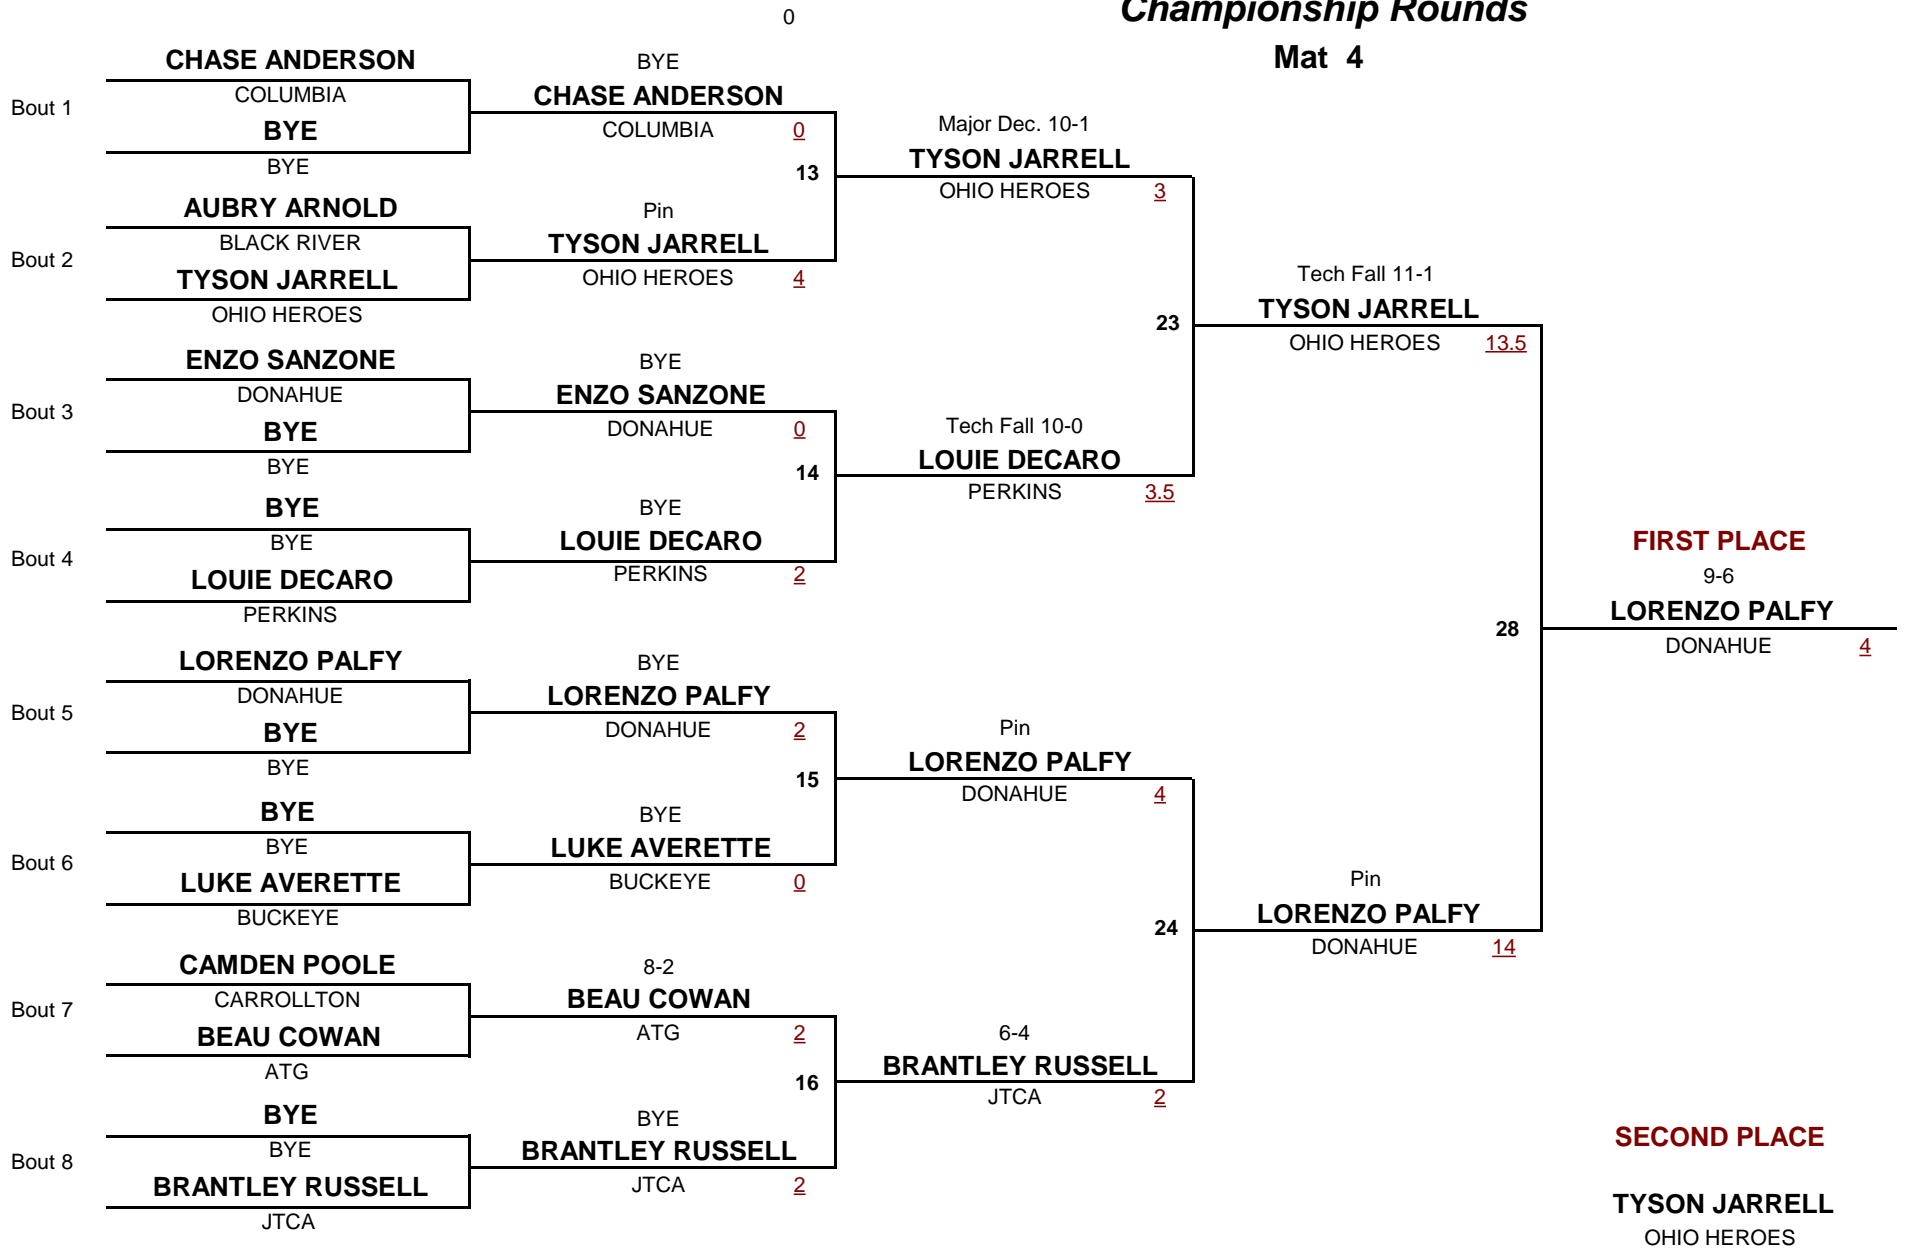 0
Championship Rounds
Mat 4
CHASE ANDERSON
COLUMBIA
Bout 1
BYE
BYE
AUBRY ARNOLD
BLACK RIVER
Bout 2
TYSON JARRELL
OHIO HEROES
ENZO SANZONE
DONAHUE
Bout 3
BYE
BYE
BYE
BYE
Bout 4
LOUIE DECARO
PERKINS
LORENZO PALFY
DONAHUE
Bout 5
BYE
BYE
BYE
BYE
Bout 6
LUKE AVERETTE
BUCKEYE
CAMDEN POOLE
CARROLLTON
Bout 7
BEAU COWAN
ATG
BYE
BYE
Bout 8
BRANTLEY RUSSELL
JTCA
BYE
CHASE ANDERSON
COLUMBIA 0
13
Pin
TYSON JARRELL
OHIO HEROES 4
BYE
ENZO SANZONE
DONAHUE 0
14
BYE
LOUIE DECARO
PERKINS 2
BYE
LORENZO PALFY
DONAHUE 2
15
BYE
LUKE AVERETTE
BUCKEYE 0
8-2
BEAU COWAN
ATG 2
16
BYE
BRANTLEY RUSSELL
JTCA 2
Major Dec. 10-1
TYSON JARRELL
OHIO HEROES 3
23
Tech Fall 10-0
LOUIE DECARO
PERKINS 3.5
Pin
LORENZO PALFY
DONAHUE 4
24
6-4
BRANTLEY RUSSELL
JTCA 2
Tech Fall 11-1
TYSON JARRELL
OHIO HEROES 13.5
28
Pin
LORENZO PALFY
DONAHUE 14
FIRST PLACE
9-6
LORENZO PALFY
DONAHUE 4
SECOND PLACE
TYSON JARRELL
OHIO HEROES